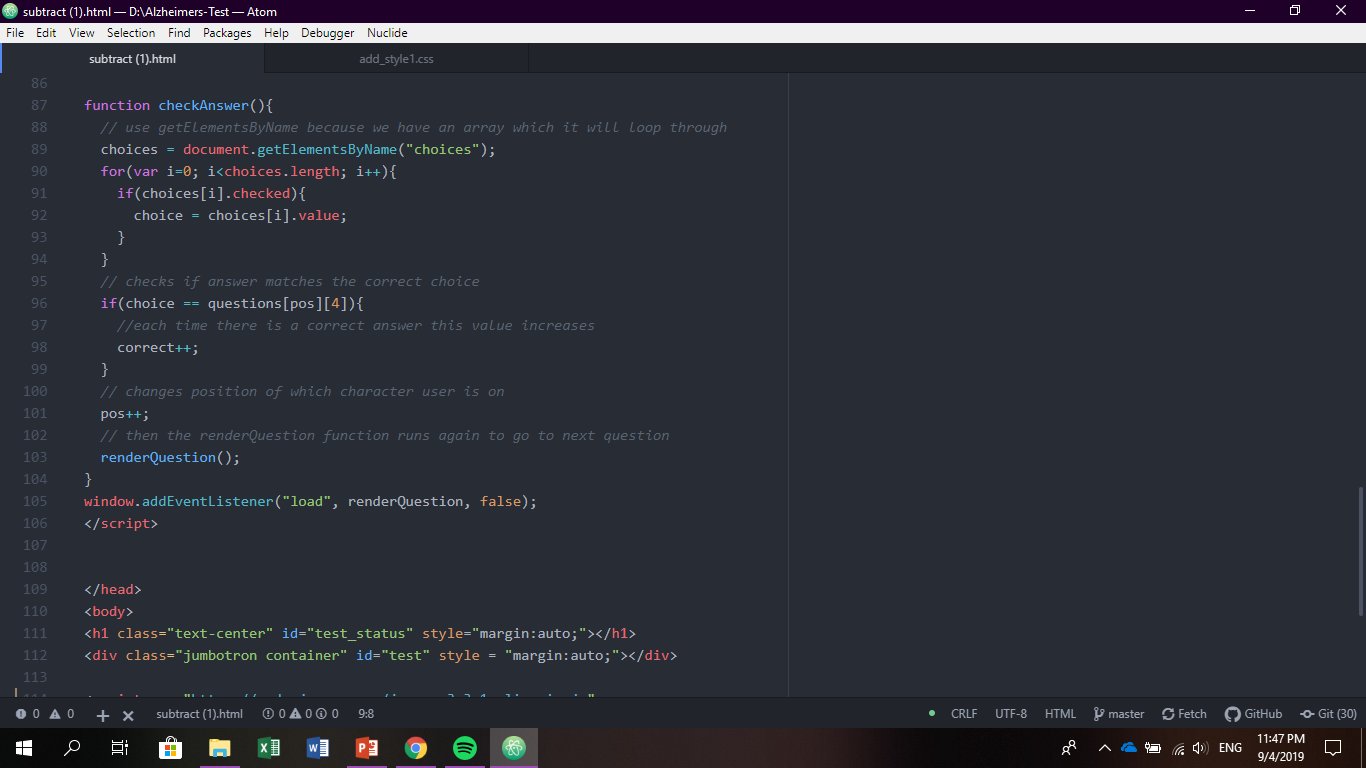 subtract (1).html — D:\Alzheimers-Test — Atom
File Edit View Selection Find Packages Help Debugger Nuclide
subtract (1).html add_style1.css
86
87 function checkAnswer(){
88 // use getElementsByName because we have an array which it will loop through
89 choices = document.getElementsByName("choices");
90 for(var i=0; i<choices.length; i++){
91 if(choices[i].checked){
92 choice = choices[i].value;
93 }
94 }
95 // checks if answer matches the correct choice
96 if(choice == questions[pos][4]){
97 //each time there is a correct answer this value increases
98 correct++;
99 }
100 // changes position of which character user is on
101 pos++;
102 // then the renderQuestion function runs again to go to next question
103 renderQuestion();
104 }
105 window.addEventListener("load", renderQuestion, false);
106 </script>
107
108
109 </head>
110 <body>
111 <h1 class="text-center" id="test_status" style="margin:auto;"></h1>
112 <div class="jumbotron container" id="test" style = "margin:auto;"></div>
113
0 0 + × subtract (1).html 0 0 0 9:8 CRLF UTF-8 HTML master Fetch GitHub Git (30)
ENG 11:47 PM
9/4/2019